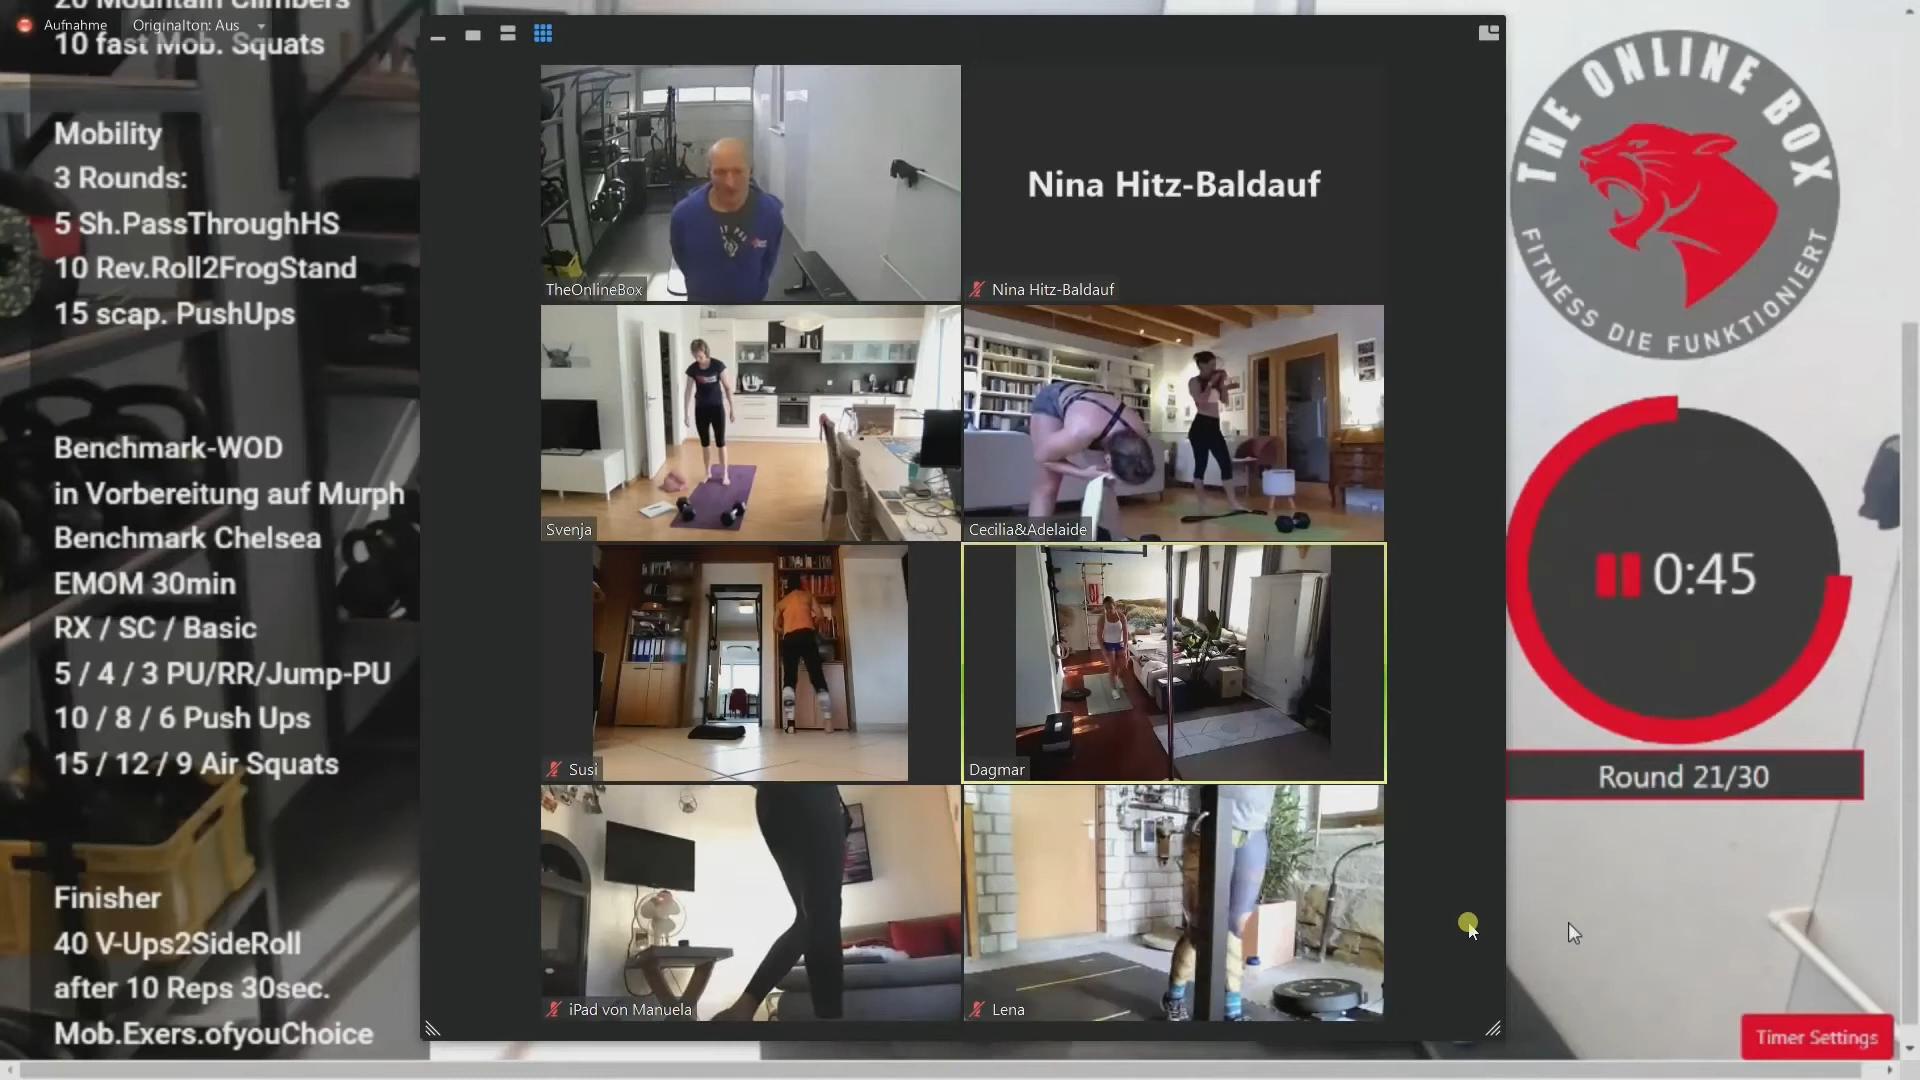 20 Mountain Climbers
Aufnahme
Originalton: Aus
10 fast Mob. Squats
Mobility
3 Rounds:
5 Sh.PassThroughHS
10 Rev.Roll2FrogStand
15 scap. PushUps
Benchmark-WOD
in Vorbereitung auf Murph
Benchmark Chelsea
EMOM 30min
RX / SC / Basic
5 / 4 / 3 PU/RR/Jump-PU
10 / 8 / 6 Push Ups
15 / 12 / 9 Air Squats
Finisher
40 V-Ups2SideRoll
after 10 Reps 30sec.
Mob.Exers.ofyouChoice
TheOnlineBox
Nina Hitz-Baldauf
Nina Hitz-Baldauf
Svenja
Cecilia&Adelaide
Susi
Dagmar
iPad von Manuela
Lena
THE ONLINE BOX
FITNESS DIE FUNKTIONIERT
0:45
Round 21/30
Timer Settings